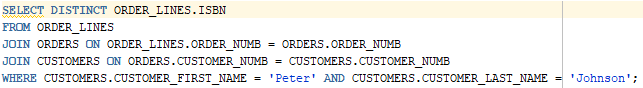 SELECT DISTINCT ORDER_LINES.ISBN
FROM ORDER_LINES
JOIN ORDERS ON ORDER_LINES.ORDER_NUMB = ORDERS.ORDER_NUMB
JOIN CUSTOMERS ON ORDERS.CUSTOMER_NUMB = CUSTOMERS.CUSTOMER_NUMB
WHERE CUSTOMERS.CUSTOMER_FIRST_NAME = 'Peter' AND CUSTOMERS.CUSTOMER_LAST_NAME = 'Johnson';